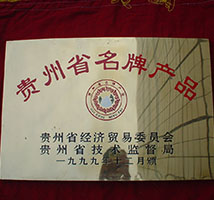 贵州省名牌产品
贵州省经济贸易委员会
贵州省技术监督局
一九九九年十二月颁